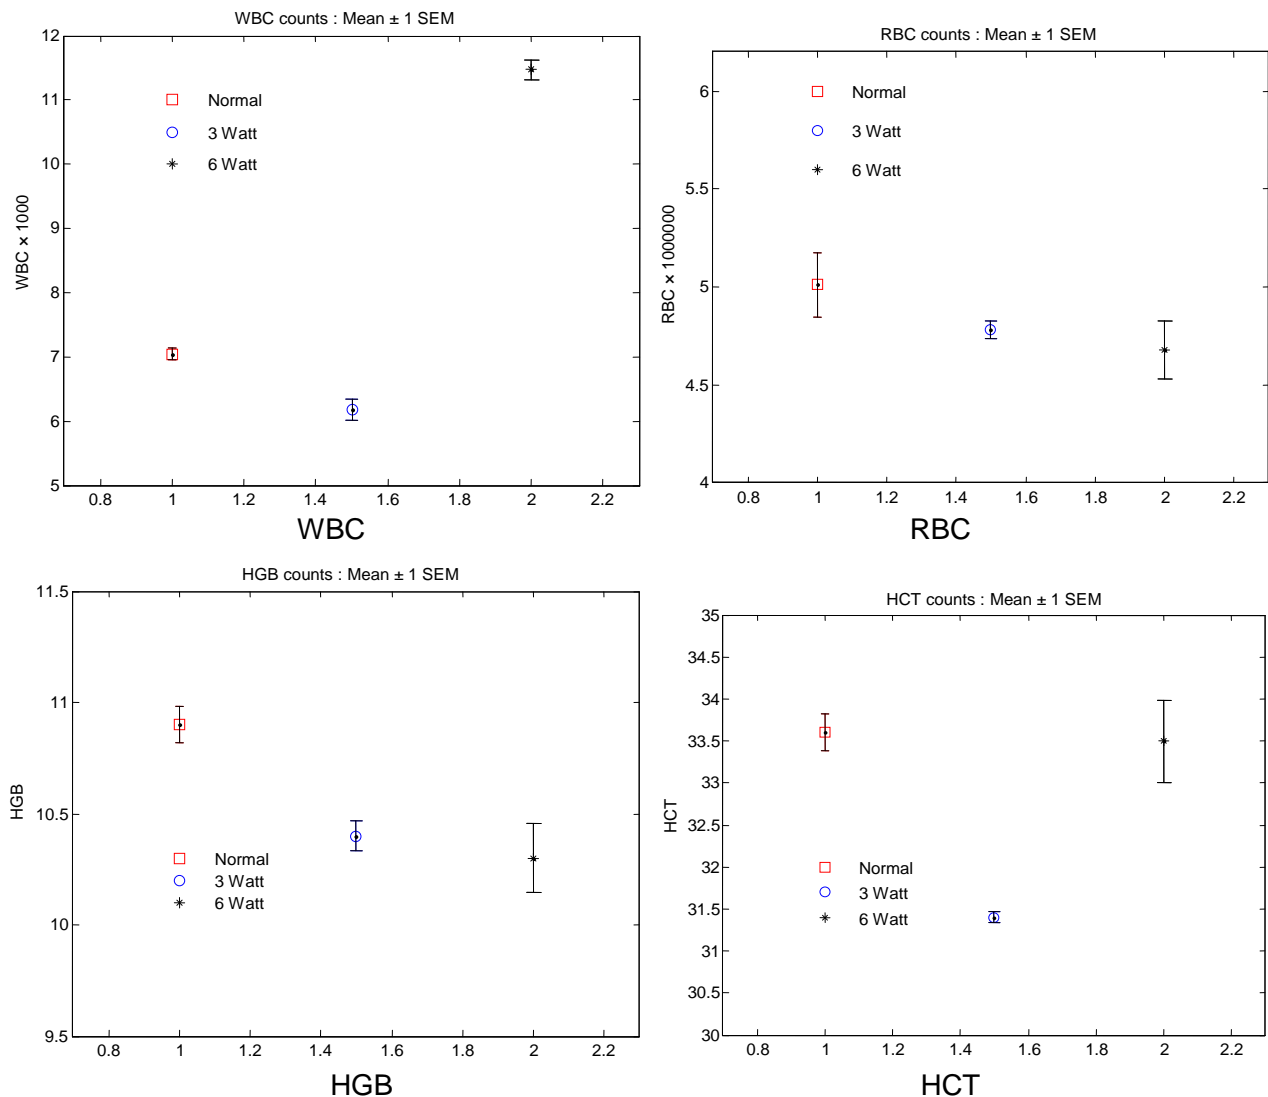 WBC counts : Mean ± 1 SEM
12
11
10
9
8
7
6
5
WBC × 1000
Normal
3 Watt
6 Watt
0.8 1 1.2 1.4 1.6 1.8 2 2.2
WBC
RBC counts : Mean ± 1 SEM
6
5.5
5
4.5
4
RBC × 1000000
Normal
3 Watt
6 Watt
0.8 1 1.2 1.4 1.6 1.8 2 2.2
RBC
HGB counts : Mean ± 1 SEM
11.5
11
10.5
10
9.5
HGB
Normal
3 Watt
6 Watt
0.8 1 1.2 1.4 1.6 1.8 2 2.2
HGB
HCT counts : Mean ± 1 SEM
35
34.5
34
33.5
33
32.5
32
31.5
31
30.5
30
HCT
Normal
3 Watt
6 Watt
0.8 1 1.2 1.4 1.6 1.8 2 2.2
HCT